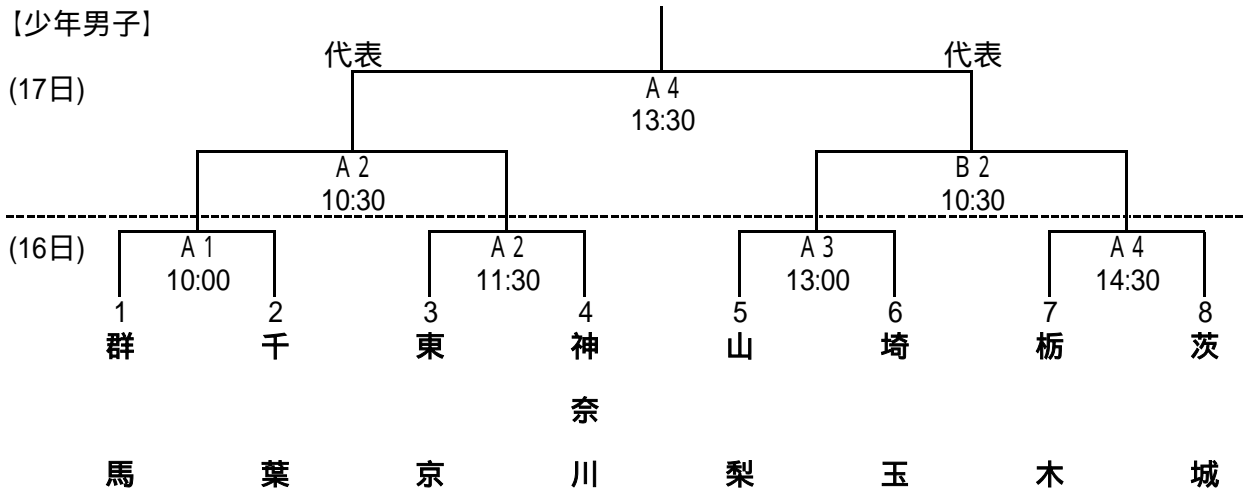 【少年男子】
代表 代表
(17日)
A 4
13:30
A 2 B 2
10:30 10:30
(16日)
A 1 A 2 A 3 A 4
10:00 11:30 13:00 14:30
1 2 3 4 5 6 7 8
群馬 千葉 東京 神奈川 山梨 埼玉 栃木 茨城